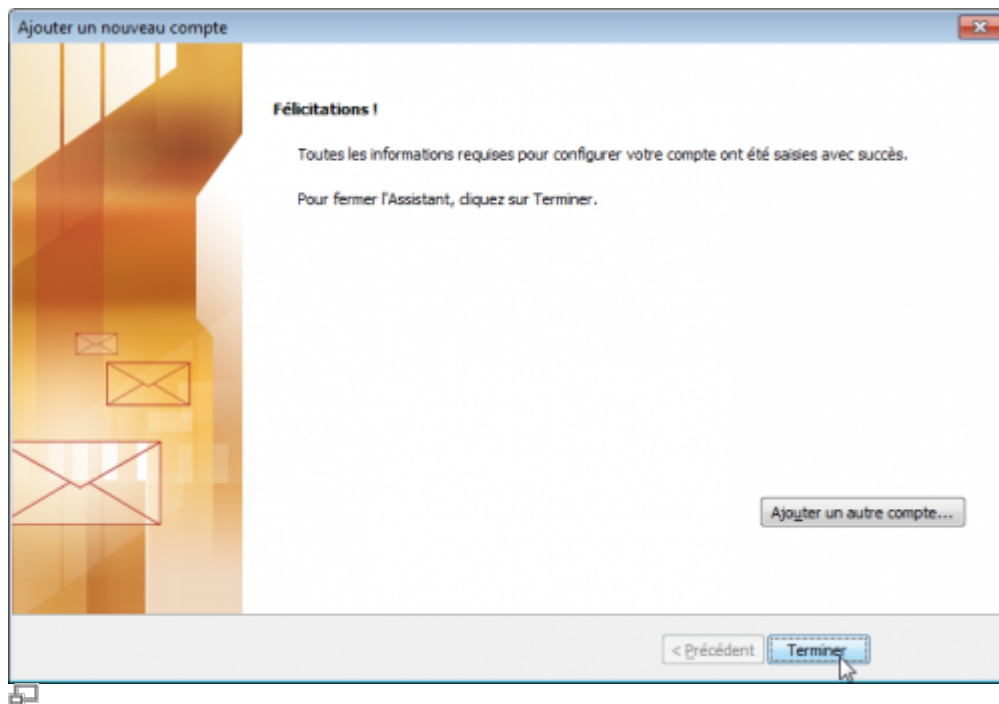 Ajouter un nouveau compte
Félicitations !
Toutes les informations requises pour configurer votre compte ont été saisies avec succès.
Pour fermer l'Assistant, cliquez sur Terminer.
Ajouter un autre compte...
< Précédent
Terminer